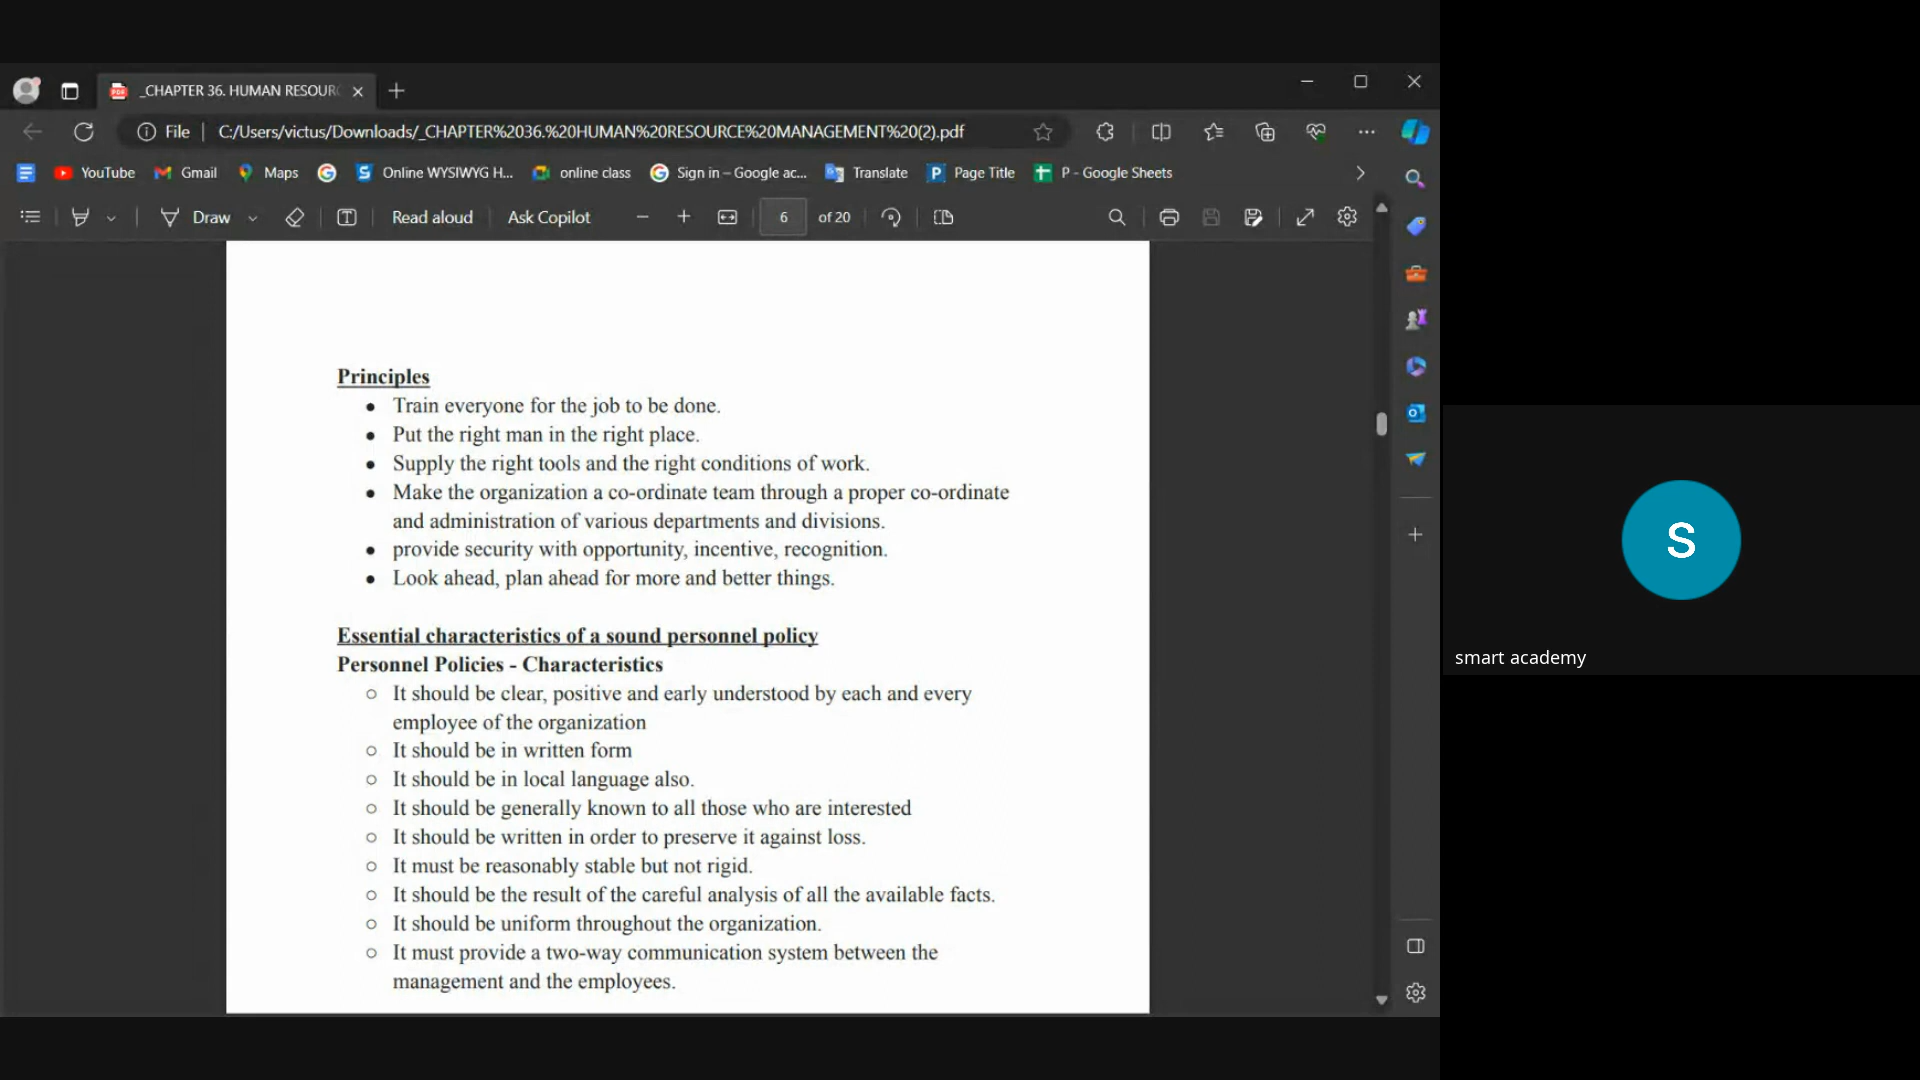 _CHAPTER 36. HUMAN RESOUR
File
C:/Users/victus/Downloads/_CHAPTER%2036.%20HUMAN%20RESOURCE%20MANAGEMENT%20(2).pdf
YouTube Gmail Maps Online WYSIWYG H... online class Sign in – Google ac... Translate Page Title P - Google Sheets
Draw Read aloud Ask Copilot 6 of 20
Principles
● Train everyone for the job to be done.
● Put the right man in the right place.
● Supply the right tools and the right conditions of work.
● Make the organization a co-ordinate team through a proper co-ordinate
and administration of various departments and divisions.
● provide security with opportunity, incentive, recognition.
● Look ahead, plan ahead for more and better things.
Essential characteristics of a sound personnel policy
Personnel Policies - Characteristics
○ It should be clear, positive and early understood by each and every
employee of the organization
○ It should be in written form
○ It should be in local language also.
○ It should be generally known to all those who are interested
○ It should be written in order to preserve it against loss.
○ It must be reasonably stable but not rigid.
○ It should be the result of the careful analysis of all the available facts.
○ It should be uniform throughout the organization.
○ It must provide a two-way communication system between the
management and the employees.
S
smart academy